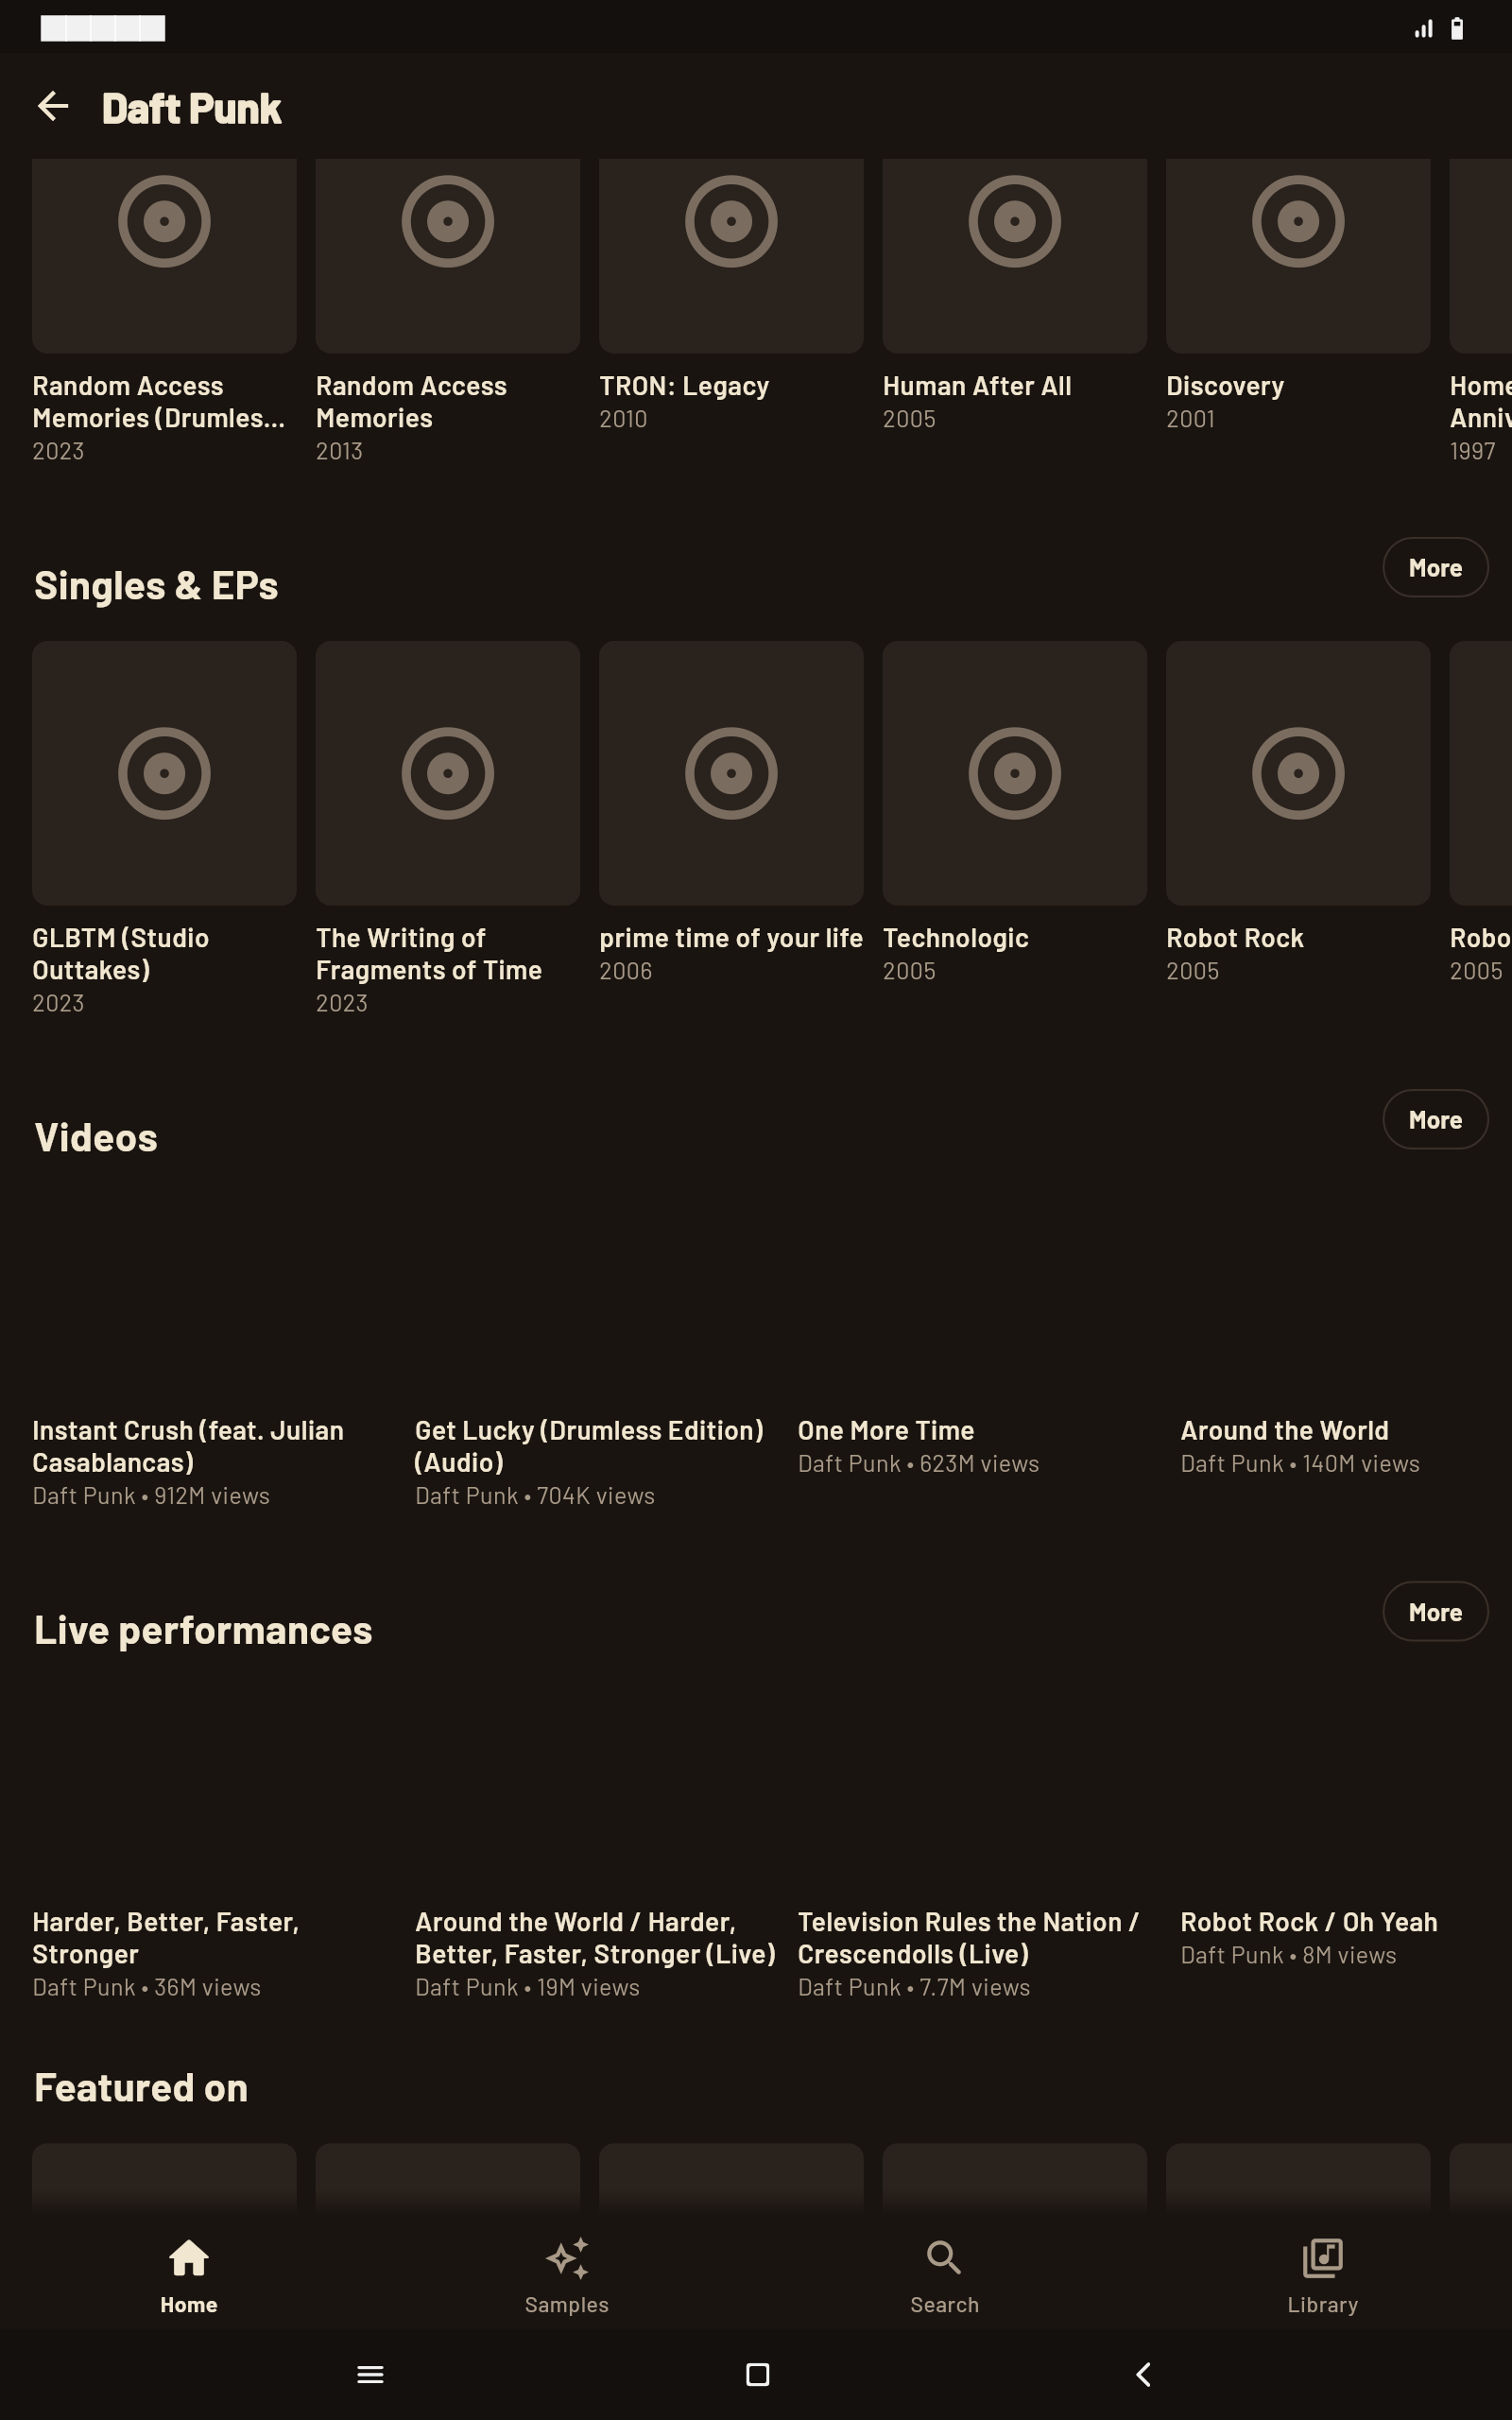 Daft Punk
Random Access
Memories (Drumles...
2023
Random Access
Memories
2013
TRON: Legacy
2010
Human After All
2005
Discovery
2001
Home
Anniv
1997
Singles & EPs
More
GLBTM (Studio
Outtakes)
2023
The Writing of
Fragments of Time
2023
prime time of your life
2006
Technologic
2005
Robot Rock
2005
Robo
2005
Videos
More
Instant Crush (feat. Julian
Casablancas)
Daft Punk • 912M views
Get Lucky (Drumless Edition)
(Audio)
Daft Punk • 704K views
One More Time
Daft Punk • 623M views
Around the World
Daft Punk • 140M views
Live performances
More
Harder, Better, Faster,
Stronger
Daft Punk • 36M views
Around the World / Harder,
Better, Faster, Stronger (Live)
Daft Punk • 19M views
Television Rules the Nation /
Crescendolls (Live)
Daft Punk • 7.7M views
Robot Rock / Oh Yeah
Daft Punk • 8M views
Featured on
Home
Samples
Search
Library